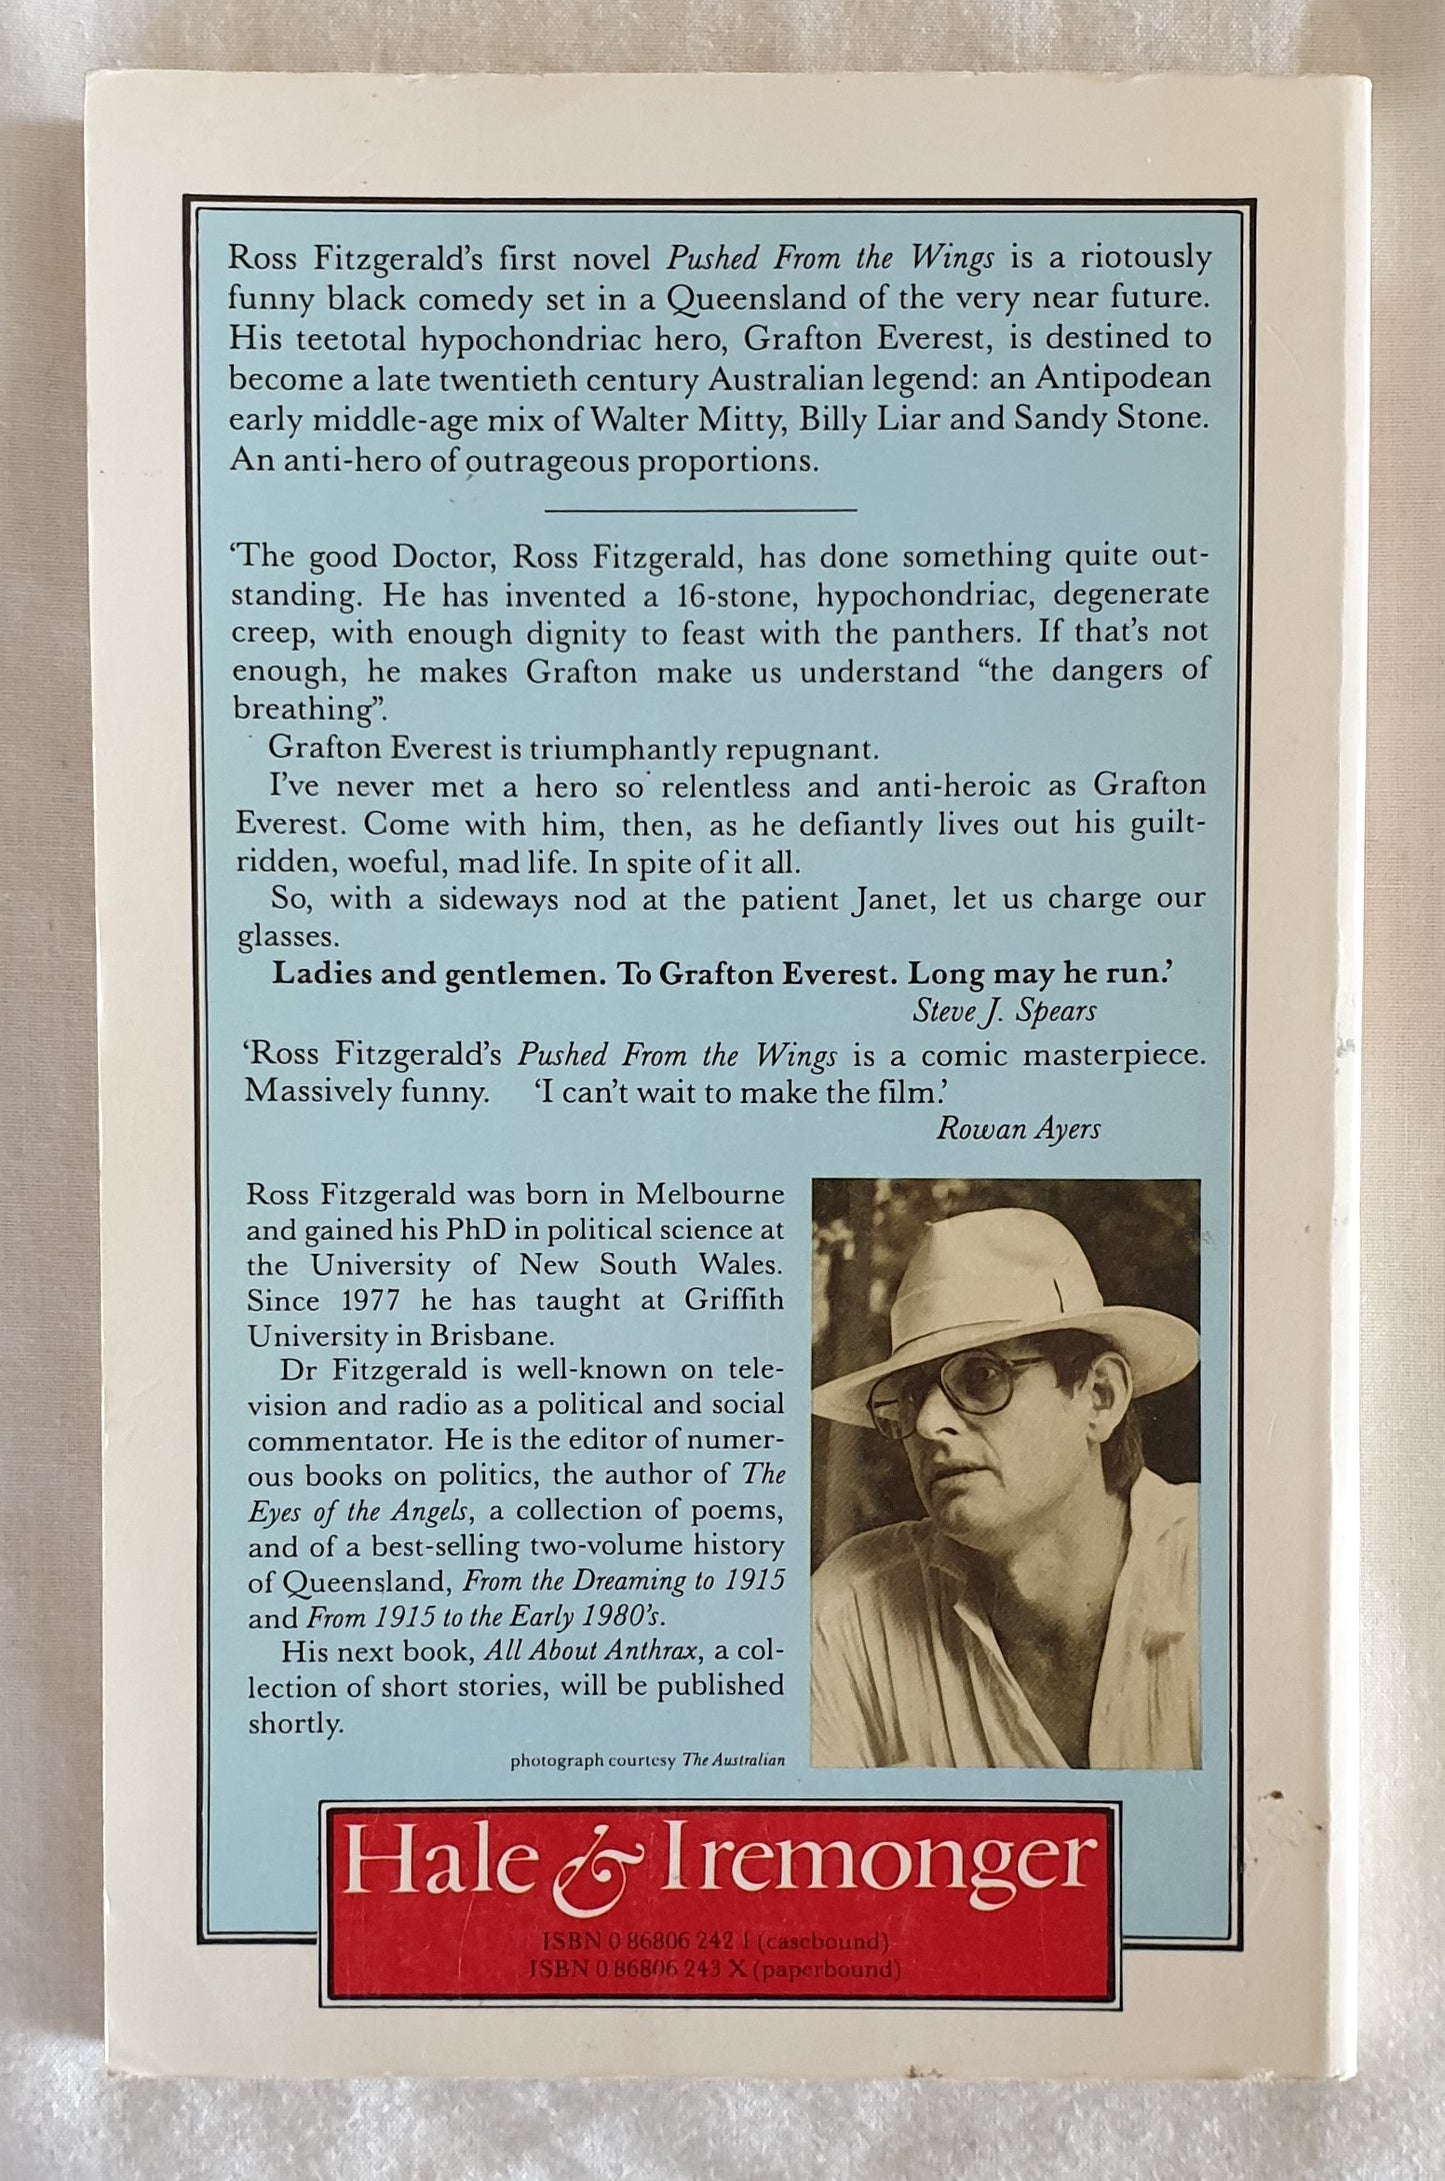 Ross Fitzgerald's first novel Pushed From the Wings is a riotously
funny black comedy set in a Queensland of the very near future.
His teetotal hypochondriac hero, Grafton Everest, is destined to
become a late twentieth century Australian legend: an Antipodean
early middle-age mix of Walter Mitty, Billy Liar and Sandy Stone.
An anti-hero of outrageous proportions.
‘The good Doctor, Ross Fitzgerald, has done something quite out-
standing. He has invented a 16-stone, hypochondriac, degenerate
creep, with enough dignity to feast with the panthers. If that's not
enough, he makes Grafton make us understand “the dangers of
breathing”.
Grafton Everest is triumphantly repugnant.
I've never met a hero so relentless and anti-heroic as Grafton
Everest. Come with him, then, as he defiantly lives out his guilt-
ridden, woeful, mad life. In spite of it all.
So, with a sideways nod at the patient Janet, let us charge our
glasses.
Ladies and gentlemen. To Grafton Everest. Long may he run.’
Steve J. Spears
‘Ross Fitzgerald's Pushed From the Wings is a comic masterpiece.
Massively funny. ‘I can't wait to make the film.’
Rowan Ayers
Ross Fitzgerald was born in Melbourne
and gained his PhD in political science at
the University of New South Wales.
Since 1977 he has taught at Griffith
University in Brisbane.
Dr Fitzgerald is well-known on tele-
vision and radio as a political and social
commentator. He is the editor of numer-
ous books on politics, the author of The
Eyes of the Angels, a collection of poems,
and of a best-selling two-volume history
of Queensland, From the Dreaming to 1915
and From 1915 to the Early 1980's.
His next book, All About Anthrax, a col-
lection of short stories, will be published
shortly.
photograph courtesy The Australian
Hale & Iremonger
ISBN 0 86806 242 1 (casebound)
ISBN 0 86806 243 X (paperbound)